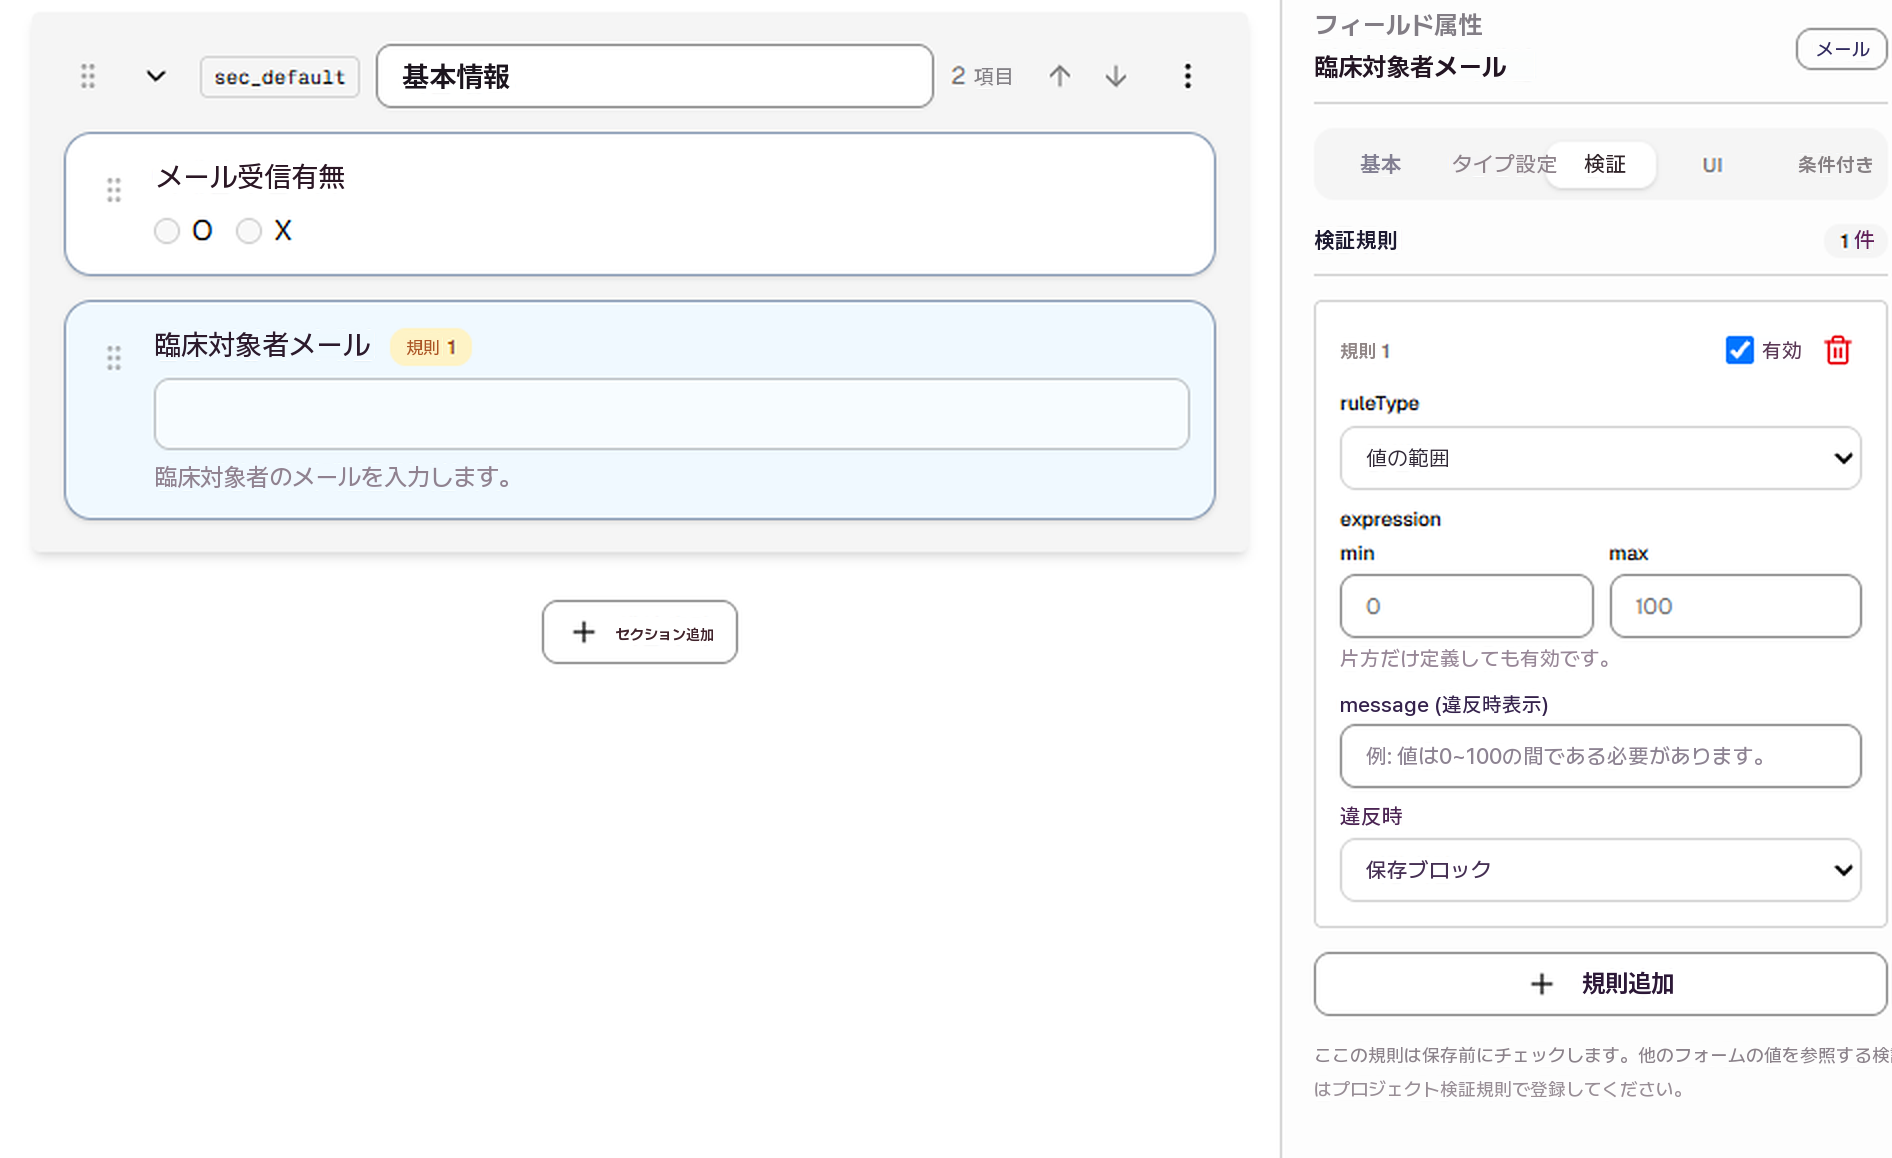 sec_default 基本情報 2 項目
メール受信有無
O X
臨床対象者メール 規則 1
臨床対象者のメールを入力します。
セクション追加
フィールド属性
臨床対象者メール
メール
基本 タイプ設定 検証 UI 条件付き
検証規則 1 件
規則 1 有効
ruleType
値の範囲
expression
min max
0 100
片方だけ定義しても有効です。
message (違反時表示)
例: 値は0~100の間である必要があります。
違反時
保存ブロック
規則追加
ここの規則は保存前にチェックします。他のフォームの値を参照する検
はプロジェクト検証規則で登録してください。